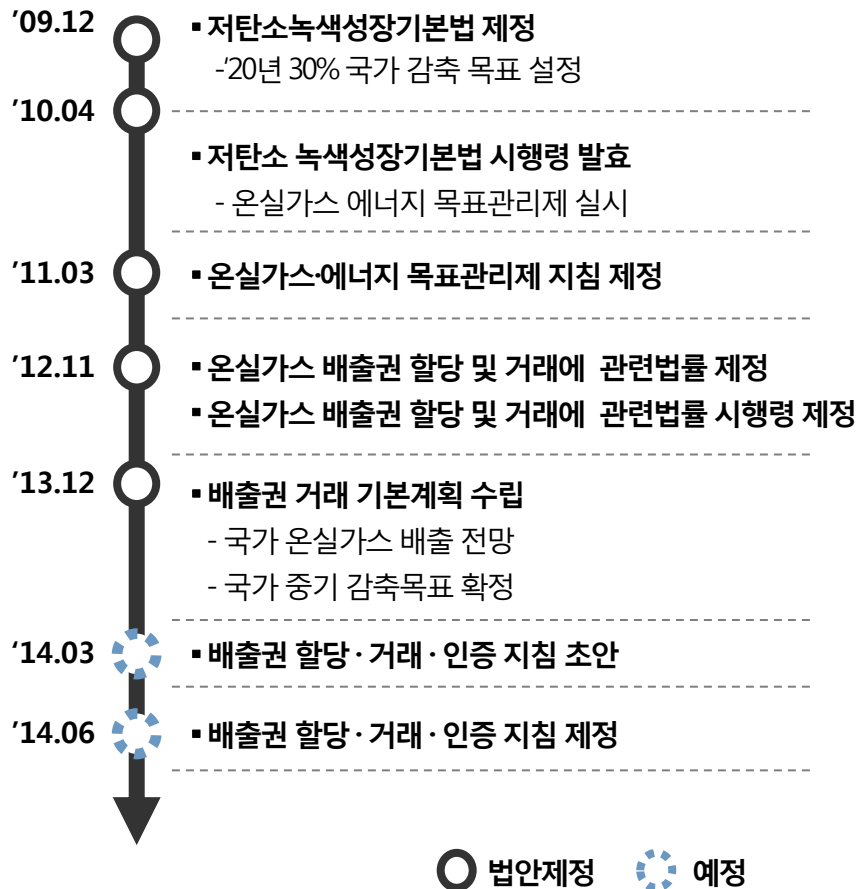 '09.12
▪ 저탄소녹색성장기본법 제정
-'20년 30% 국가 감축 목표 설정
'10.04
▪ 저탄소 녹색성장기본법 시행령 발효
- 온실가스 에너지 목표관리제 실시
'11.03
▪ 온실가스·에너지 목표관리제 지침 제정
'12.11
▪ 온실가스 배출권 할당 및 거래에 관련법률 제정
▪ 온실가스 배출권 할당 및 거래에 관련법률 시행령 제정
'13.12
▪ 배출권 거래 기본계획 수립
- 국가 온실가스 배출 전망
- 국가 중기 감축목표 확정
'14.03
▪ 배출권 할당 · 거래 · 인증 지침 초안
'14.06
▪ 배출권 할당 · 거래 · 인증 지침 제정
법안제정 예정